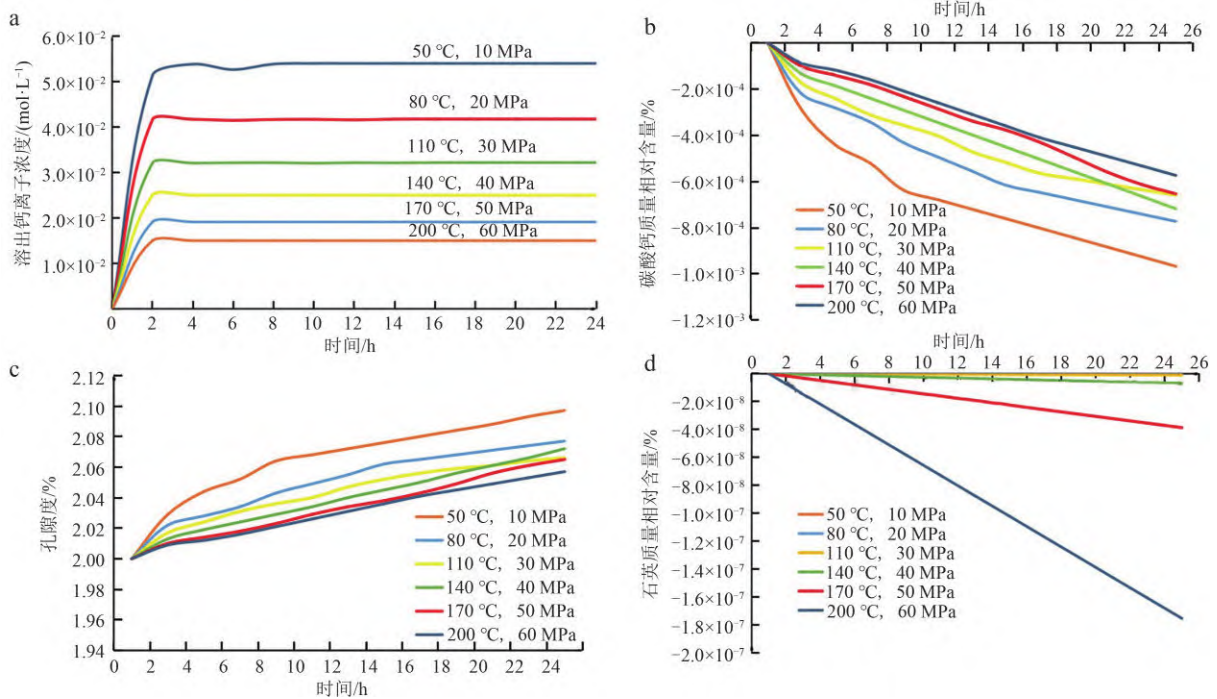 a
溶出钙离子浓度/(mol·L⁻¹)
6.0×10⁻²
5.0×10⁻²
4.0×10⁻²
3.0×10⁻²
2.0×10⁻²
1.0×10⁻²
50 ℃, 10 MPa
80 ℃, 20 MPa
110 ℃, 30 MPa
140 ℃, 40 MPa
170 ℃, 50 MPa
200 ℃, 60 MPa
0 2 4 6 8 10 12 14 16 18 20 22 24
时间/h
b
时间/h
0 2 4 6 8 10 12 14 16 18 20 22 24 26
碳酸钙质量相对含量/%
-2.0×10⁻⁴
-4.0×10⁻⁴
-6.0×10⁻⁴
-8.0×10⁻⁴
-1.0×10⁻³
-1.2×10⁻³
50 ℃, 10 MPa
80 ℃, 20 MPa
110 ℃, 30 MPa
140 ℃, 40 MPa
170 ℃, 50 MPa
200 ℃, 60 MPa
c
孔隙度/%
2.12
2.10
2.08
2.06
2.04
2.02
2.00
1.98
1.96
1.94
50 ℃, 10 MPa
80 ℃, 20 MPa
110 ℃, 30 MPa
140 ℃, 40 MPa
170 ℃, 50 MPa
200 ℃, 60 MPa
0 2 4 6 8 10 12 14 16 18 20 22 24
时间/h
d
时间/h
0 2 4 6 8 10 12 14 16 18 20 22 24 26
石英质量相对含量/%
-2.0×10⁻⁸
-4.0×10⁻⁸
-6.0×10⁻⁸
-8.0×10⁻⁸
-1.0×10⁻⁷
-1.2×10⁻⁷
-1.4×10⁻⁷
-1.6×10⁻⁷
-1.8×10⁻⁷
-2.0×10⁻⁷
50 ℃, 10 MPa
80 ℃, 20 MPa
110 ℃, 30 MPa
140 ℃, 40 MPa
170 ℃, 50 MPa
200 ℃, 60 MPa